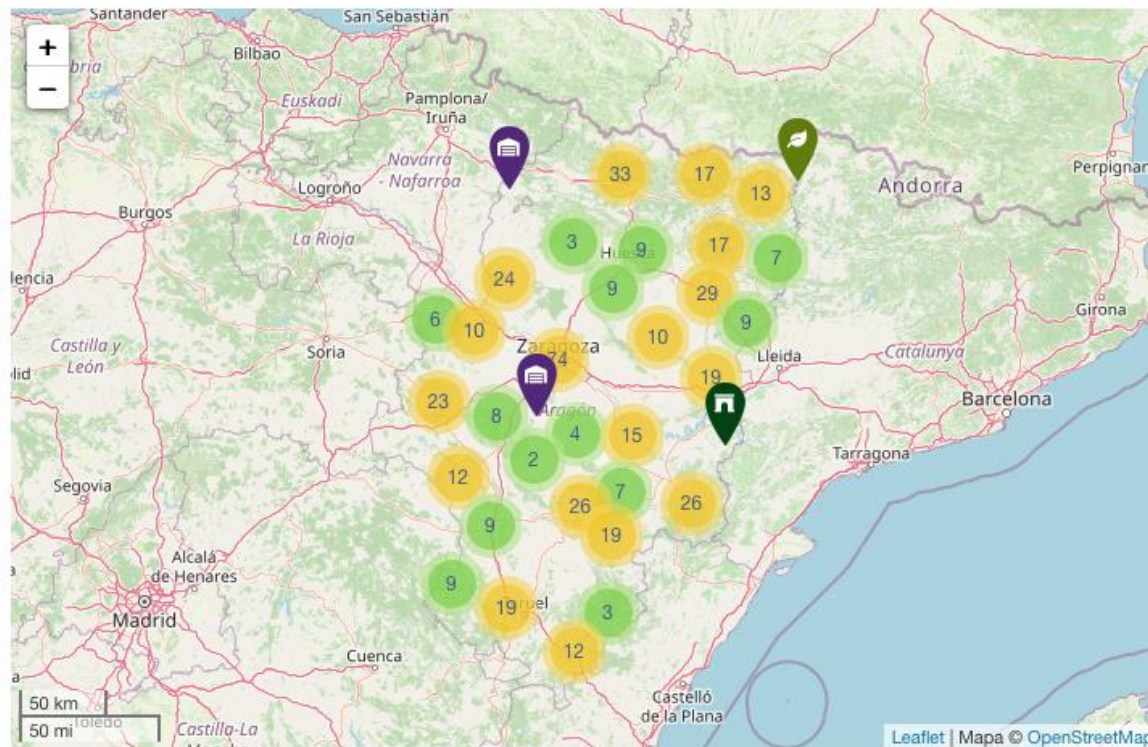 Santander
San Sebastián
+
−
Bilbao
Pamplona/
Iruña
Euskadi
Navarra
- Nafarroa
33
17
13
Andorra
Perpignan
Logroño
Burgos
La Rioja
3
9
17
7
24
9
29
Girona
6
10
10
9
Castilla y
León
Soria
Zaragoza
Lleida
Catalunya
19
23
8
Aragón
Barcelona
4
15
Tarragona
2
12
7
Segovia
26
26
9
19
Alcalá
de Henares
9
19
3
Madrid
12
Cuenca
50 km
50 mi
Toledo
Castilla-La
Castelló
de la Plana
Leaflet | Mapa © OpenStreetMap